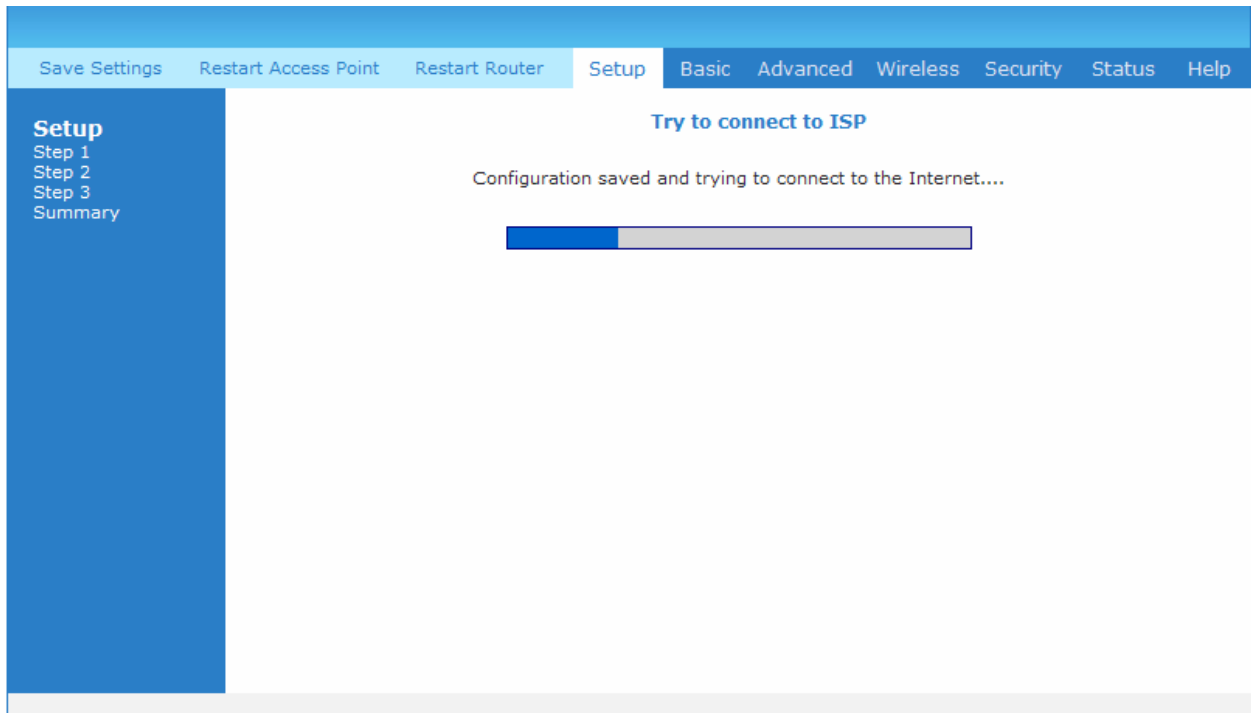 Save Settings Restart Access Point Restart Router Setup Basic Advanced Wireless Security Status Help
Setup
Step 1
Step 2
Step 3
Summary
Try to connect to ISP
Configuration saved and trying to connect to the Internet....